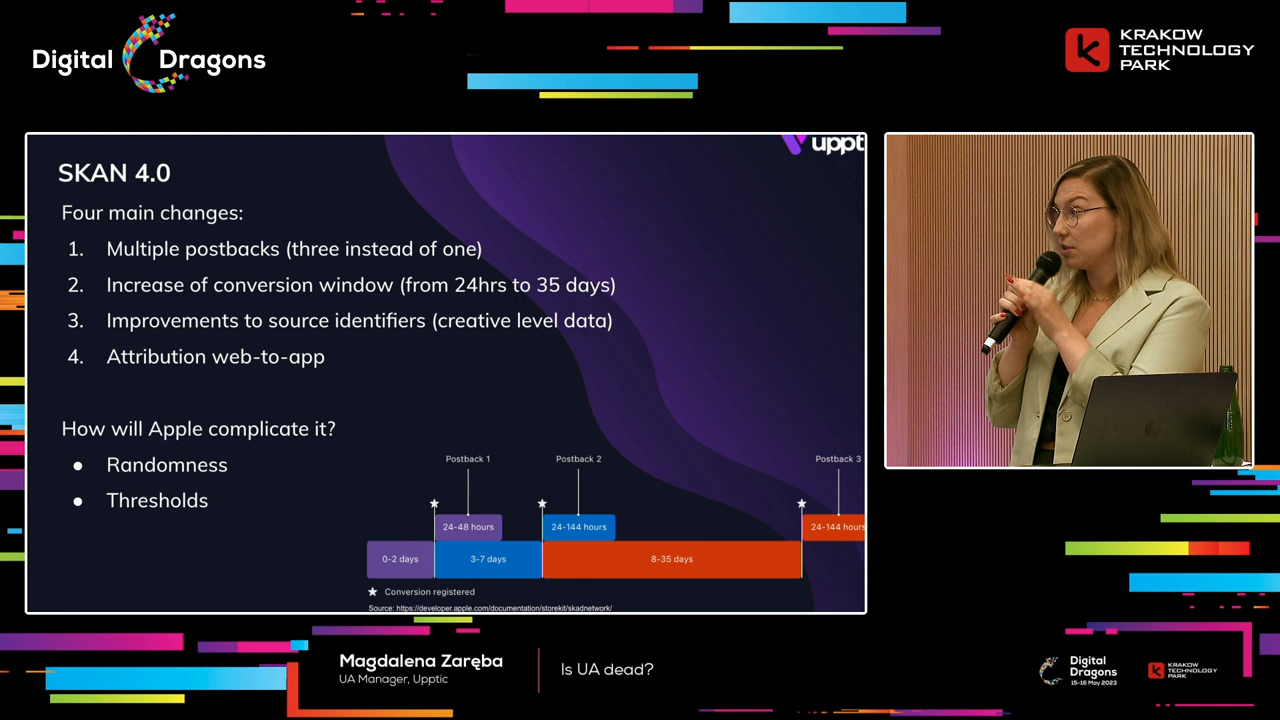 Digital Dragons
KRAKOW
TECHNOLOGY
PARK
uppt
SKAN 4.0
Four main changes:
1. Multiple postbacks (three instead of one)
2. Increase of conversion window (from 24hrs to 35 days)
3. Improvements to source identifiers (creative level data)
4. Attribution web-to-app
How will Apple complicate it?
● Randomness
● Thresholds
Postback 1
Postback 2
Postback 3
24-48 hours
24-144 hours
24-144 hours
0-2 days
3-7 days
8-35 days
★ Conversion registered
Source: https://developer.apple.com/documentation/storekit/skadnetwork/
Magdalena Zaręba
UA Manager, Upptic
Is UA dead?
Digital
Dragons
15-16 May 2023
KRAKOW
TECHNOLOGY
PARK